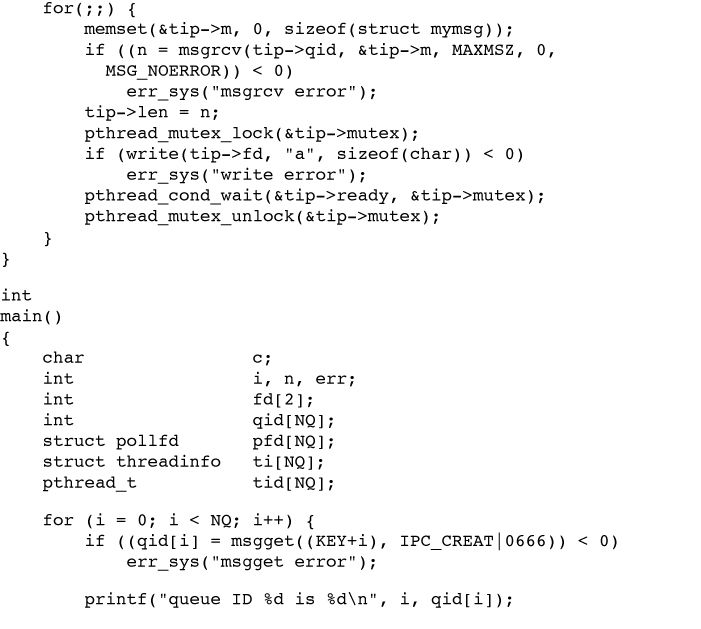 for(;;) {
memset(&tip->m, 0, sizeof(struct mymsg));
if ((n = msgrcv(tip->qid, &tip->m, MAXMSZ, 0,
MSG_NOERROR)) < 0)
err_sys("msgrcv error");
tip->len = n;
pthread_mutex_lock(&tip->mutex);
if (write(tip->fd, "a", sizeof(char)) < 0)
err_sys("write error");
pthread_cond_wait(&tip->ready, &tip->mutex);
pthread_mutex_unlock(&tip->mutex);
}
}
int
main()
{
char c;
int i, n, err;
int fd[2];
int qid[NQ];
struct pollfd pfd[NQ];
struct threadinfo ti[NQ];
pthread_t tid[NQ];
for (i = 0; i < NQ; i++) {
if ((qid[i] = msgget((KEY+i), IPC_CREAT|0666)) < 0)
err_sys("msgget error");
printf("queue ID %d is %d\n", i, qid[i]);